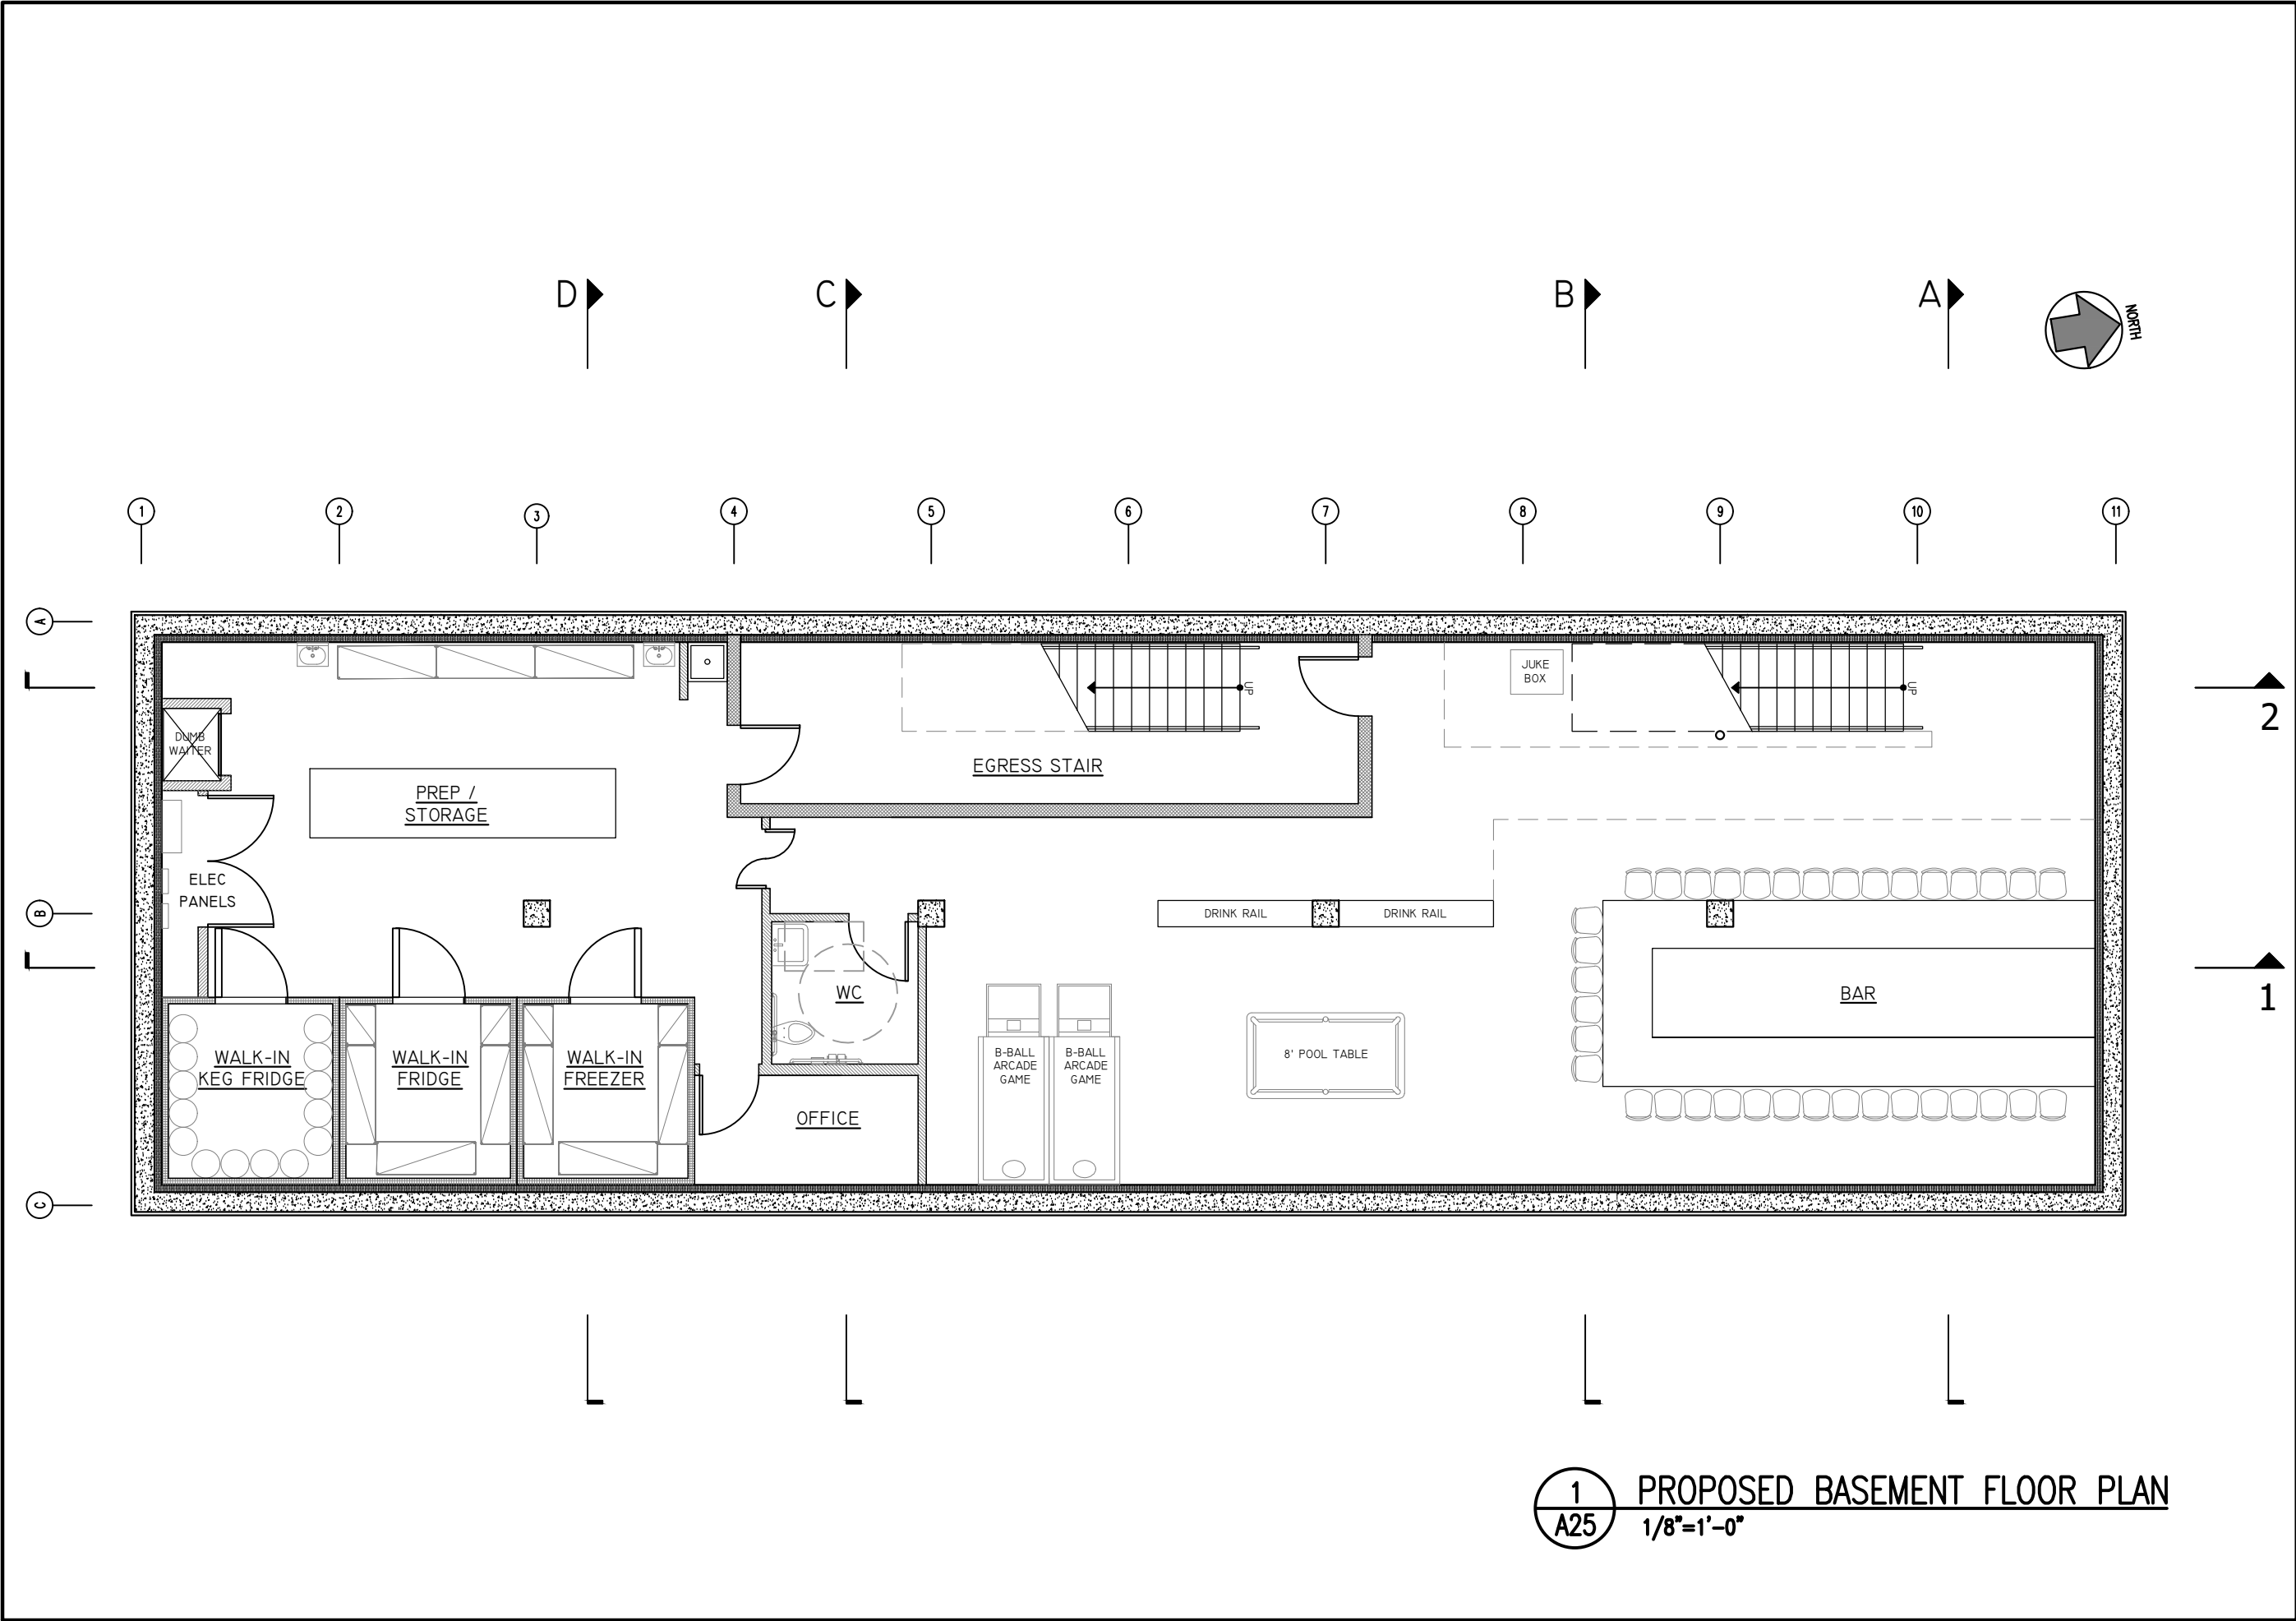 D
C
B
A
NORTH
1
2
3
4
5
6
7
8
9
10
11
A
JUKE
BOX
UP
UP
2
DUMB
WAITER
EGRESS STAIR
PREP /
STORAGE
ELEC
PANELS
B
DRINK RAIL
DRINK RAIL
WC
BAR
1
WALK-IN
KEG FRIDGE
WALK-IN
FRIDGE
WALK-IN
FREEZER
B-BALL
ARCADE
GAME
B-BALL
ARCADE
GAME
8' POOL TABLE
OFFICE
C
1
A25
PROPOSED BASEMENT FLOOR PLAN
1/8"=1'-0"